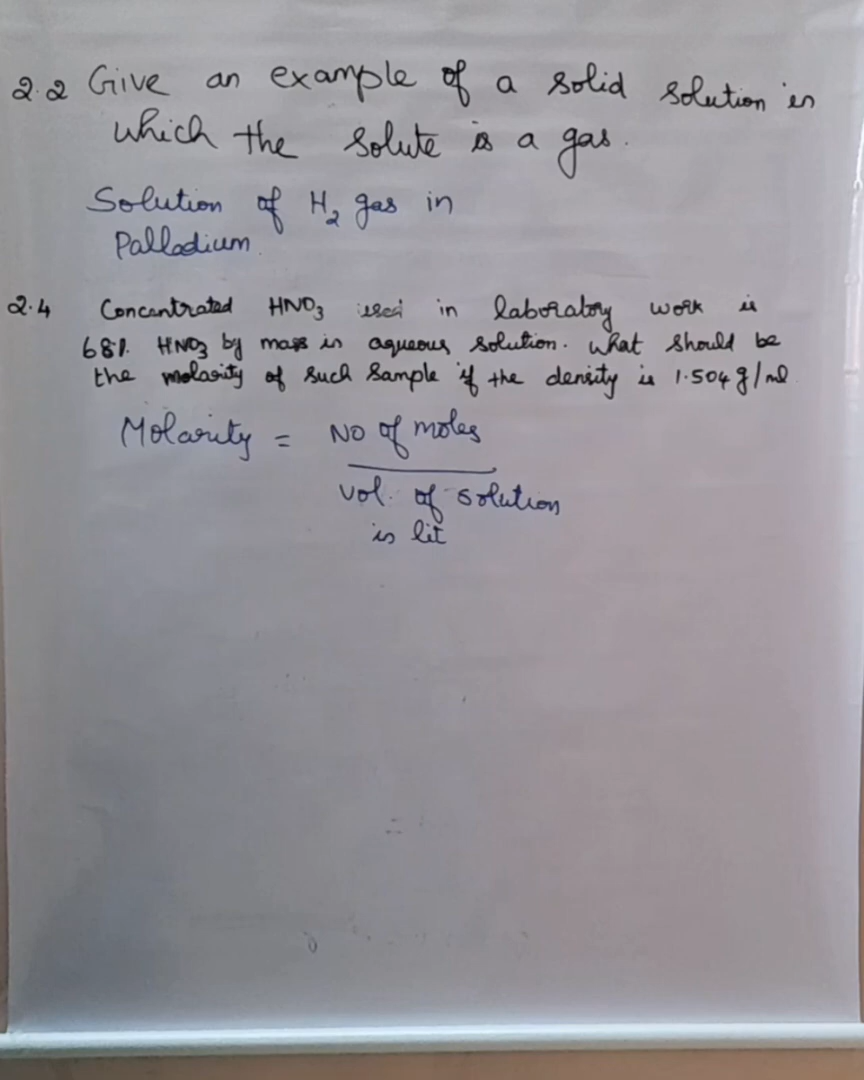 2.2 Give an example of a solid solution in
which the solute is a gas.
Solution of H₂ gas in
Palladium.
2.4 Concentrated HNO₃ used in laboratory work is
68% HNO₃ by mass in aqueous solution. what should be
the molarity of such sample if the density is 1.504 g/ml
Molarity = NO of moles
vol. of solution
is lit